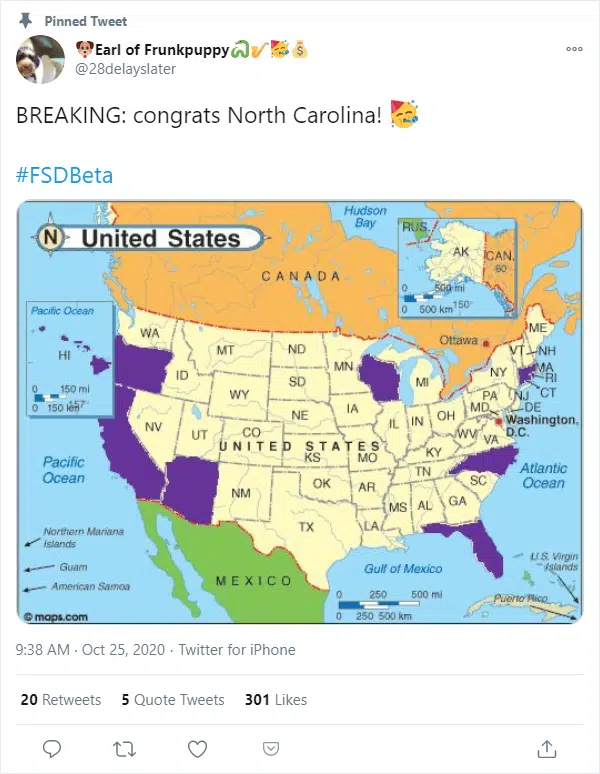 Pinned Tweet
Earl of Frunkpuppy
@28delayslater
BREAKING: congrats North Carolina!
#FSDBeta
Hudson
Bay
N United States
RUS.
AK
CAN.
60
0 500 mi
0 500 km 150°
CANADA
Pacific Ocean
HI
0 150 mi
0 150 km 157°
Ottawa
WA
MT
ND
MN
ME
VT
NH
ID
SD
MI
NY
MA
RI
WY
IA
PA
NJ
CT
NE
IL
IN
OH
MD
DE
NV
UT
CO
Washington,
D.C.
WV
VA
UNITED STATES
KS
MO
KY
Pacific
Ocean
OK
AR
TN
Atlantic
Ocean
NM
MS
AL
GA
SC
TX
LA
Northern Mariana
Islands
Guam
American Samoa
Gulf of Mexico
U.S. Virgin
Islands
MEXICO
0 250 500 mi
0 250 500 km
Puerto Rico
© maps.com
9:38 AM · Oct 25, 2020 · Twitter for iPhone
20 Retweets 5 Quote Tweets 301 Likes